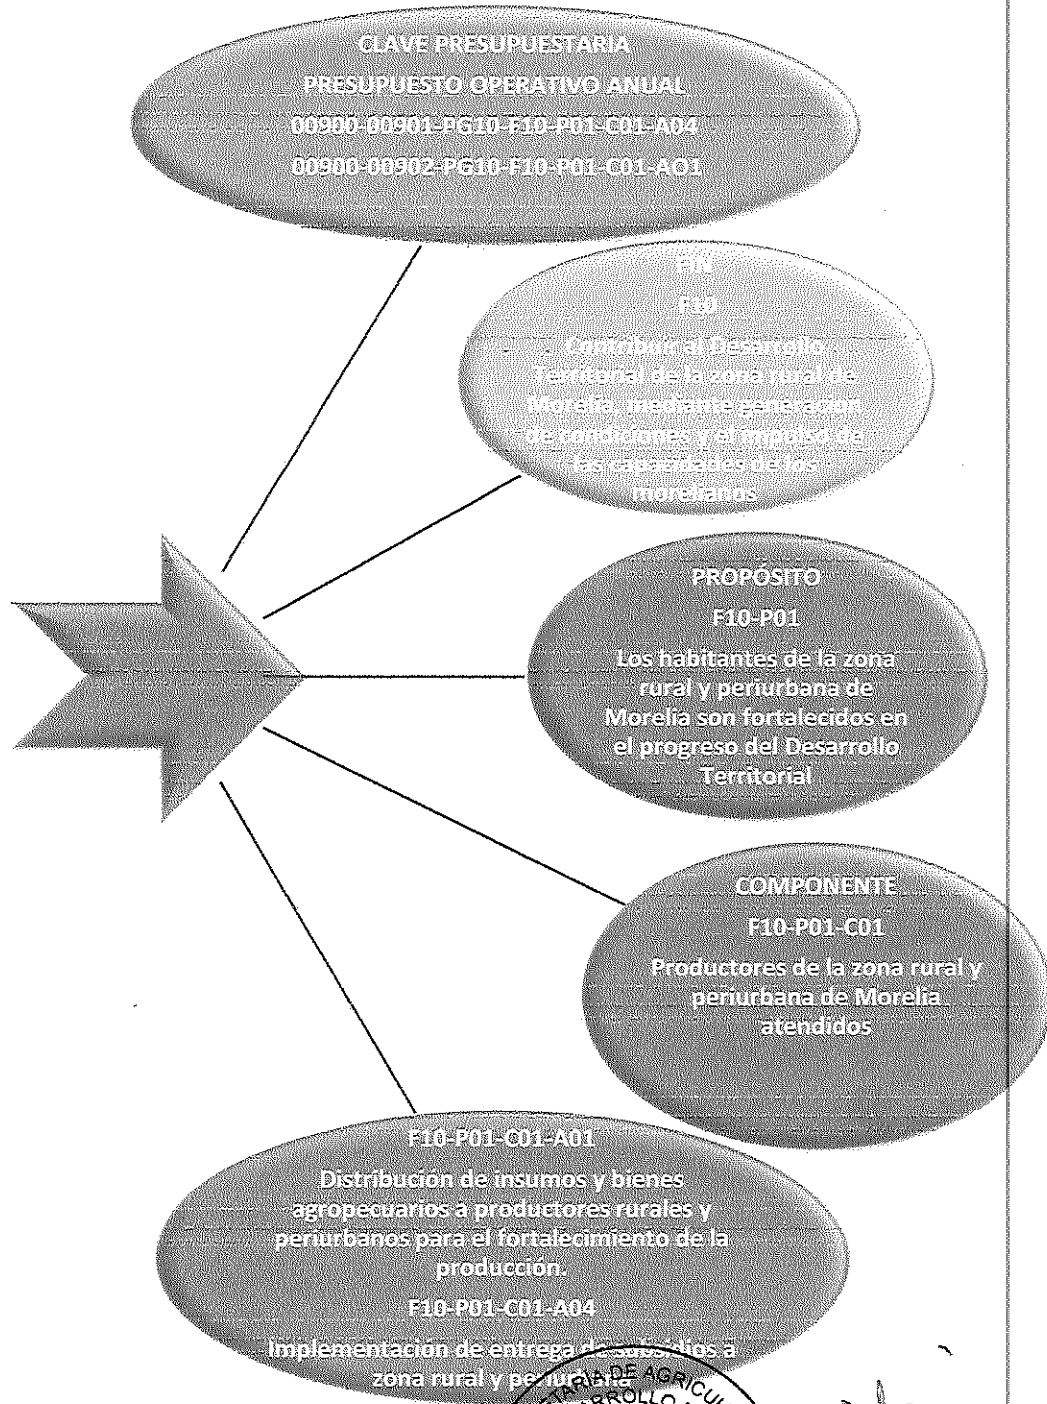 CLAVE PRESUPUESTARIA
PRESUPUESTO OPERATIVO ANUAL
00900-00901-PG10-F10-P01-C01-A04
00900-00902-PG10-F10-P01-C01-AO1
FIN
F10
Contribuir al Desarrollo
Territorial de la zona rural de
Morelia, mediante generación
de condiciones y el impulso de
las capacidades de los
morelianos
PROPÓSITO
F10-P01
Los habitantes de la zona
rural y periurbana de
Morelia son fortalecidos en
el progreso del Desarrollo
Territorial
COMPONENTE
F10-P01-C01
Productores de la zona rural y
periurbana de Morelia
atendidos
F10-P01-C01-A01
Distribución de insumos y bienes
agropecuarios a productores rurales y
periurbanos para el fortalecimiento de la
producción.
F10-P01-C01-A04
Implementación de entrega de subsidios a
zona rural y periurbana
DE